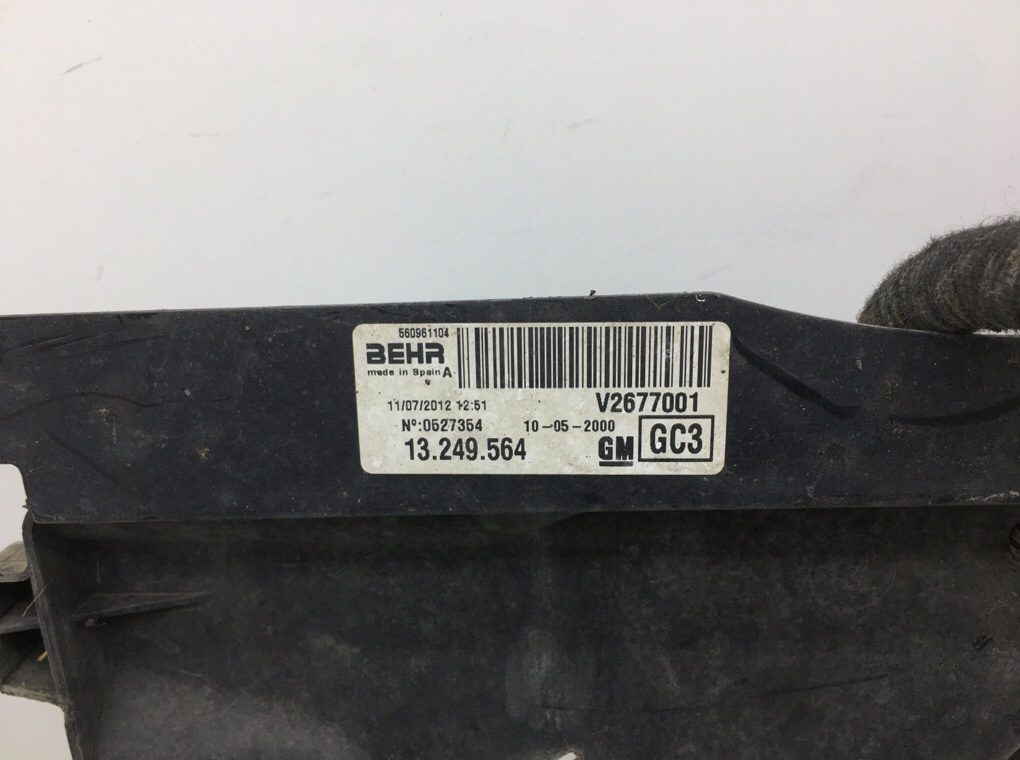 560961104
BEHR
made in Spain A
11/07/2012 12:51 V2677001
Nº:0527354 10-05-2000
13.249.564 GM GC3